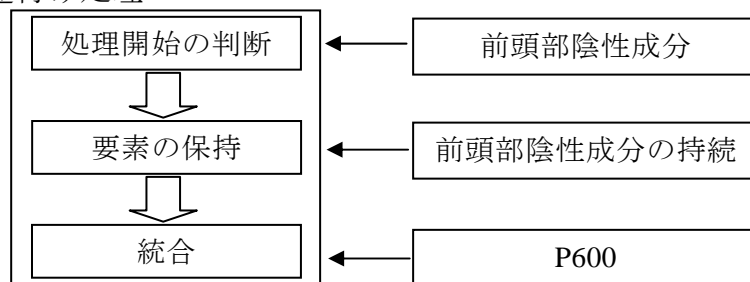 処理開始の判断
前頭部陰性成分
要素の保持
前頭部陰性成分の持続
統合
P600